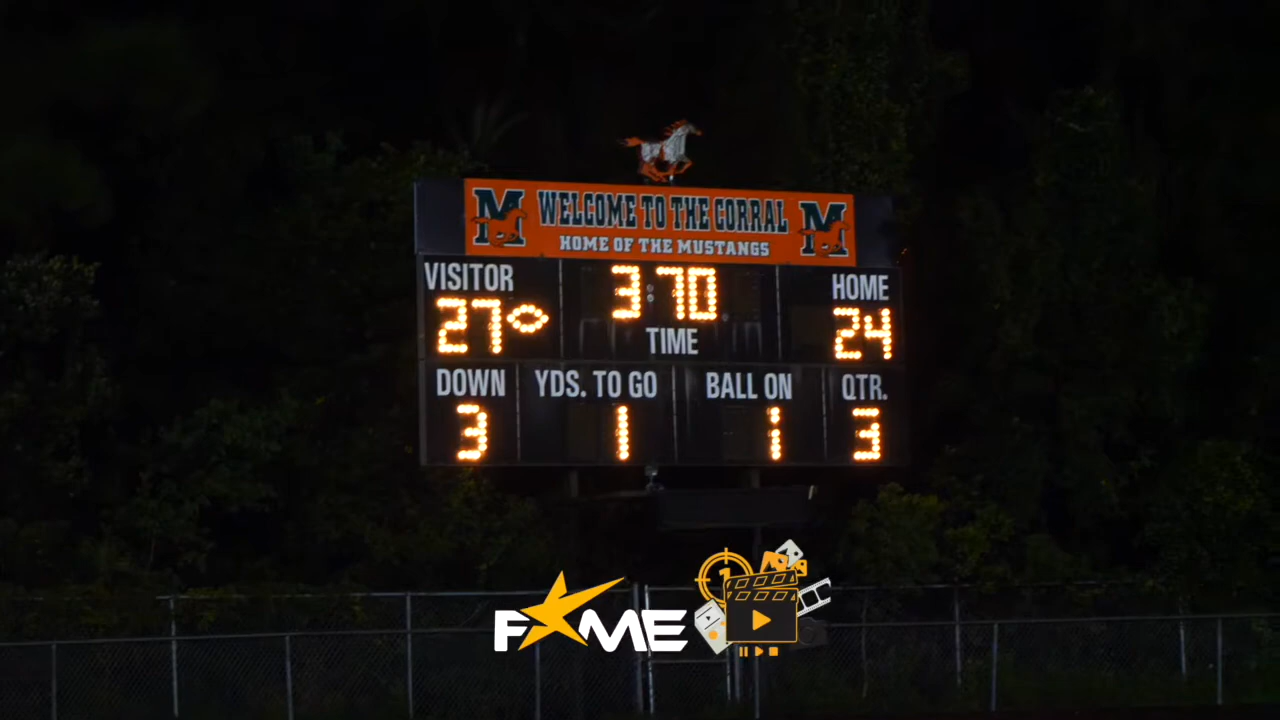 M WELCOME TO THE CORRAL M
HOME OF THE MUSTANGS
VISITOR 3:70 HOME
27 TIME 24
DOWN YDS. TO GO BALL ON QTR.
3 1 1 3
FAME